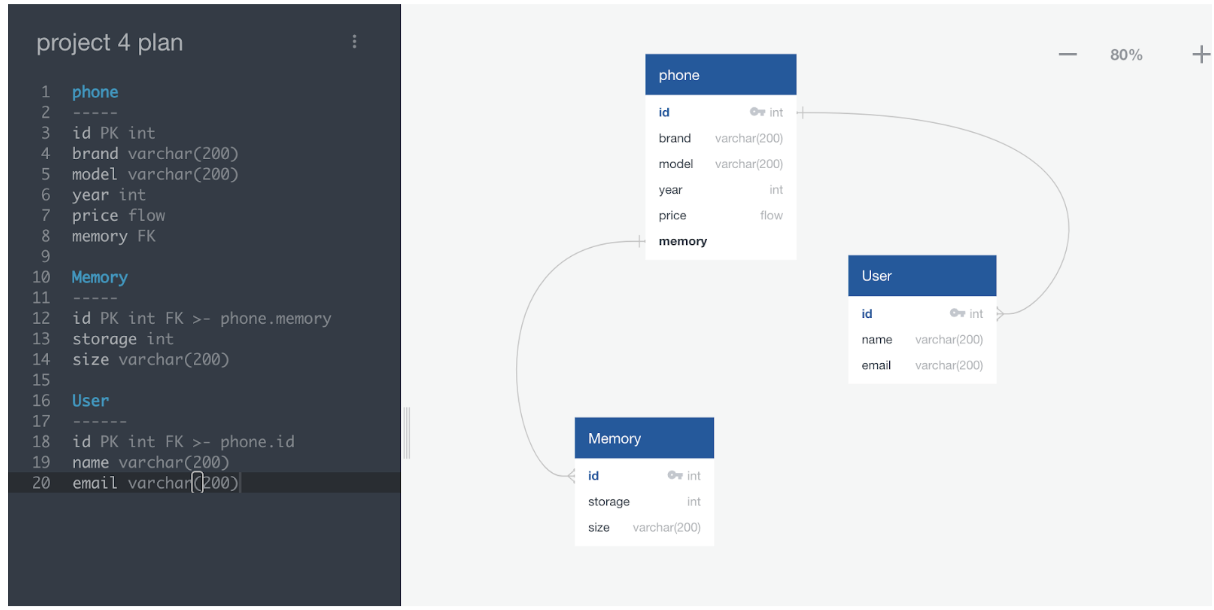 project 4 plan
1 phone
2 -----
3 id PK int
4 brand varchar(200)
5 model varchar(200)
6 year int
7 price flow
8 memory FK
9
10 Memory
11 -----
12 id PK int FK >- phone.memory
13 storage int
14 size varchar(200)
15
16 User
17 ------
18 id PK int FK >- phone.id
19 name varchar(200)
20 email varchar(200)
80%
phone
id int
brand varchar(200)
model varchar(200)
year int
price flow
memory
User
id int
name varchar(200)
email varchar(200)
Memory
id int
storage int
size varchar(200)